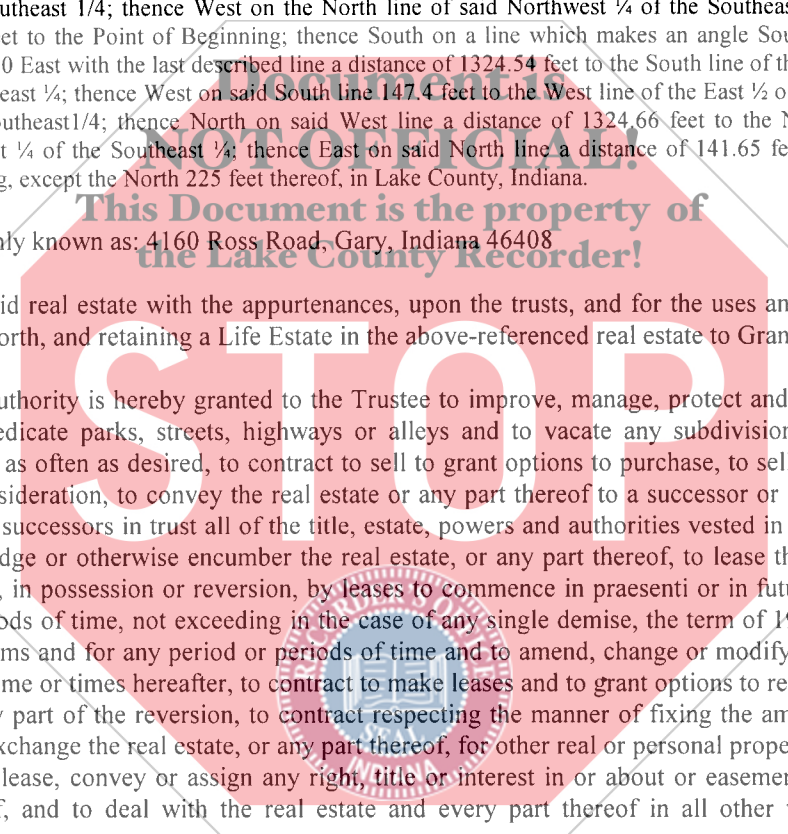 utheast 1/4; thence West on the North line of said Northwest ¼ of the Southeas
et to the Point of Beginning; thence South on a line which makes an angle Sou
0 East with the last described line a distance of 1324.54 feet to the South line of th
Document is
east ¼; thence West on said South line 147.4 feet to the West line of the East ½ o
outheast1/4; thence North on said West line a distance of 1324.66 feet to the N
NOT OFFICIAL!
t ¼ of the Southeast ¼; thence East on said North line a distance of 141.65 fe
g, except the North 225 feet thereof, in Lake County, Indiana.
This Document is the property of
nly known as: 4160 Ross Road, Gary, Indiana 46408
the Lake County Recorder!
id real estate with the appurtenances, upon the trusts, and for the uses an
orth, and retaining a Life Estate in the above-referenced real estate to Gran
STOP
uthority is hereby granted to the Trustee to improve, manage, protect and
edicate parks, streets, highways or alleys and to vacate any subdivision
as often as desired, to contract to sell to grant options to purchase, to sell
sideration, to convey the real estate or any part thereof to a successor or
successors in trust all of the title, estate, powers and authorities vested in
dge or otherwise encumber the real estate, or any part thereof, to lease th
, in possession or reversion, by leases to commence in praesenti or in futu
ods of time, not exceeding in the case of any single demise, the term of 19
ms and for any period or periods of time and to amend, change or modify
me or times hereafter, to contract to make leases and to grant options to re
y part of the reversion, to contract respecting the manner of fixing the am
xchange the real estate, or any part thereof, for other real or personal prope
lease, convey or assign any right, title or interest in or about or easemen
f, and to deal with the real estate and every part thereof in all other
RECORDER'S OFFICE
SEAL
INDIANA